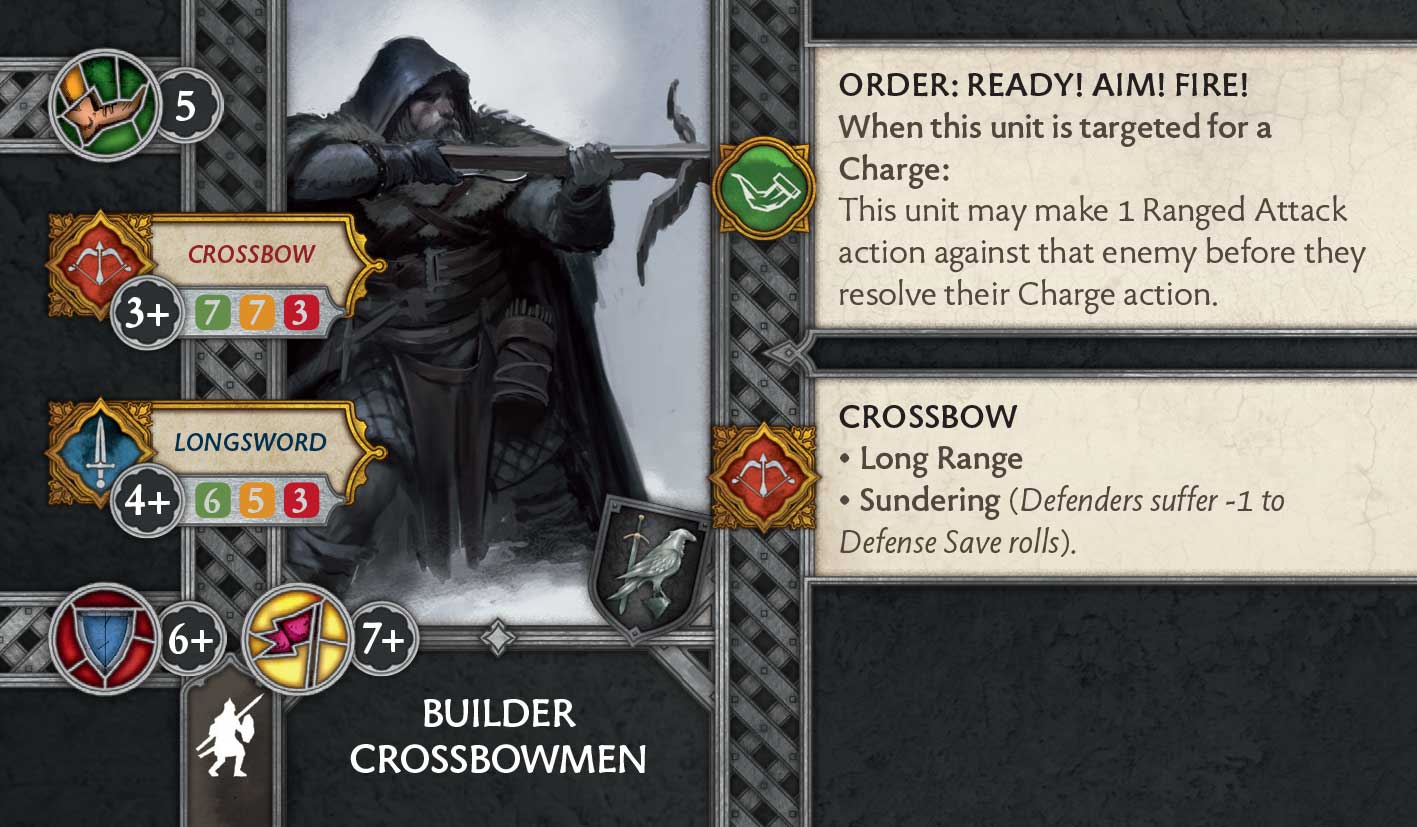 5
CROSSBOW
3+ 7 7 3
LONGSWORD
4+ 6 5 3
6+ 7+
BUILDER
CROSSBOWMEN
ORDER: READY! AIM! FIRE!
When this unit is targeted for a
Charge:
This unit may make 1 Ranged Attack
action against that enemy before they
resolve their Charge action.
CROSSBOW
• Long Range
• Sundering (Defenders suffer -1 to
Defense Save rolls).